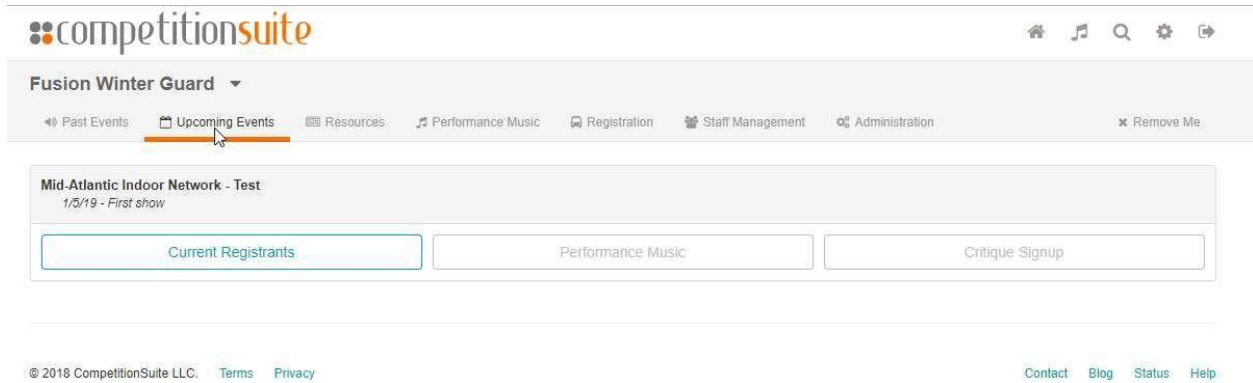 competitionsuite
Fusion Winter Guard
Past Events Upcoming Events Resources Performance Music Registration Staff Management Administration Remove Me
Mid-Atlantic Indoor Network - Test
1/5/19 - First show
Current Registrants Performance Music Critique Signup
© 2018 CompetitionSuite LLC. Terms Privacy Contact Blog Status Help